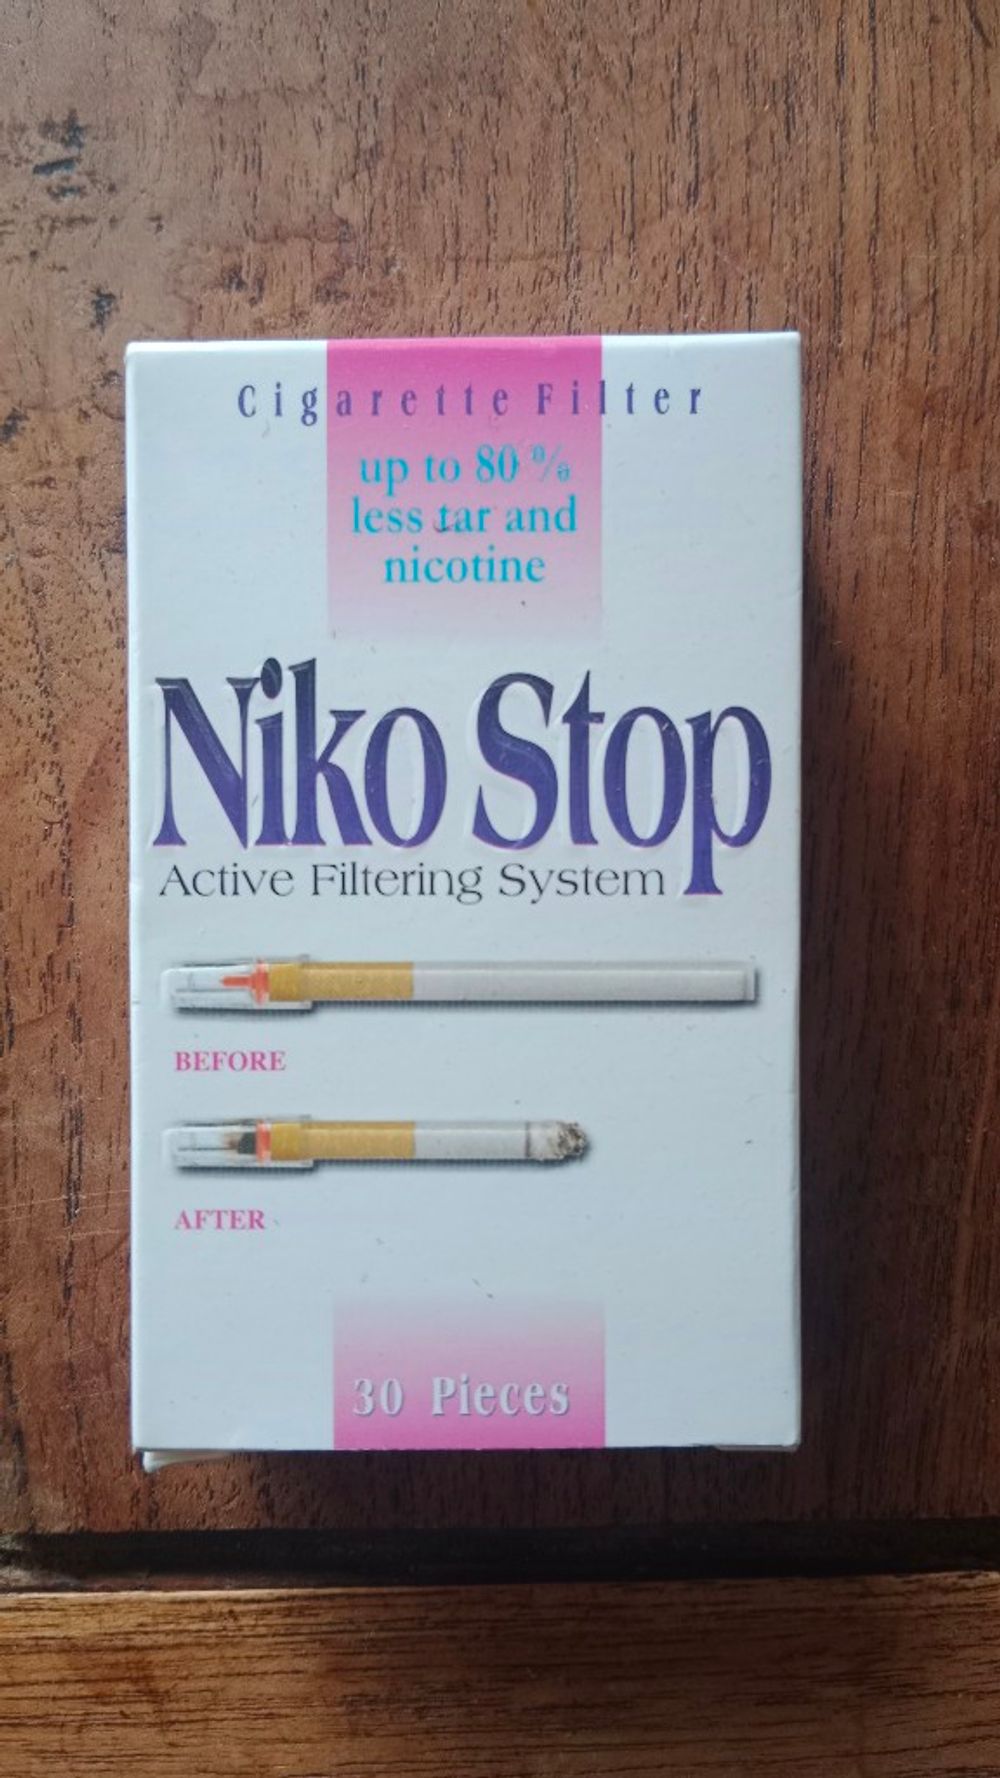 Cigarette Filter
up to 80 %
less tar and
nicotine
Niko Stop
Active Filtering System
BEFORE
AFTER
30 Pieces